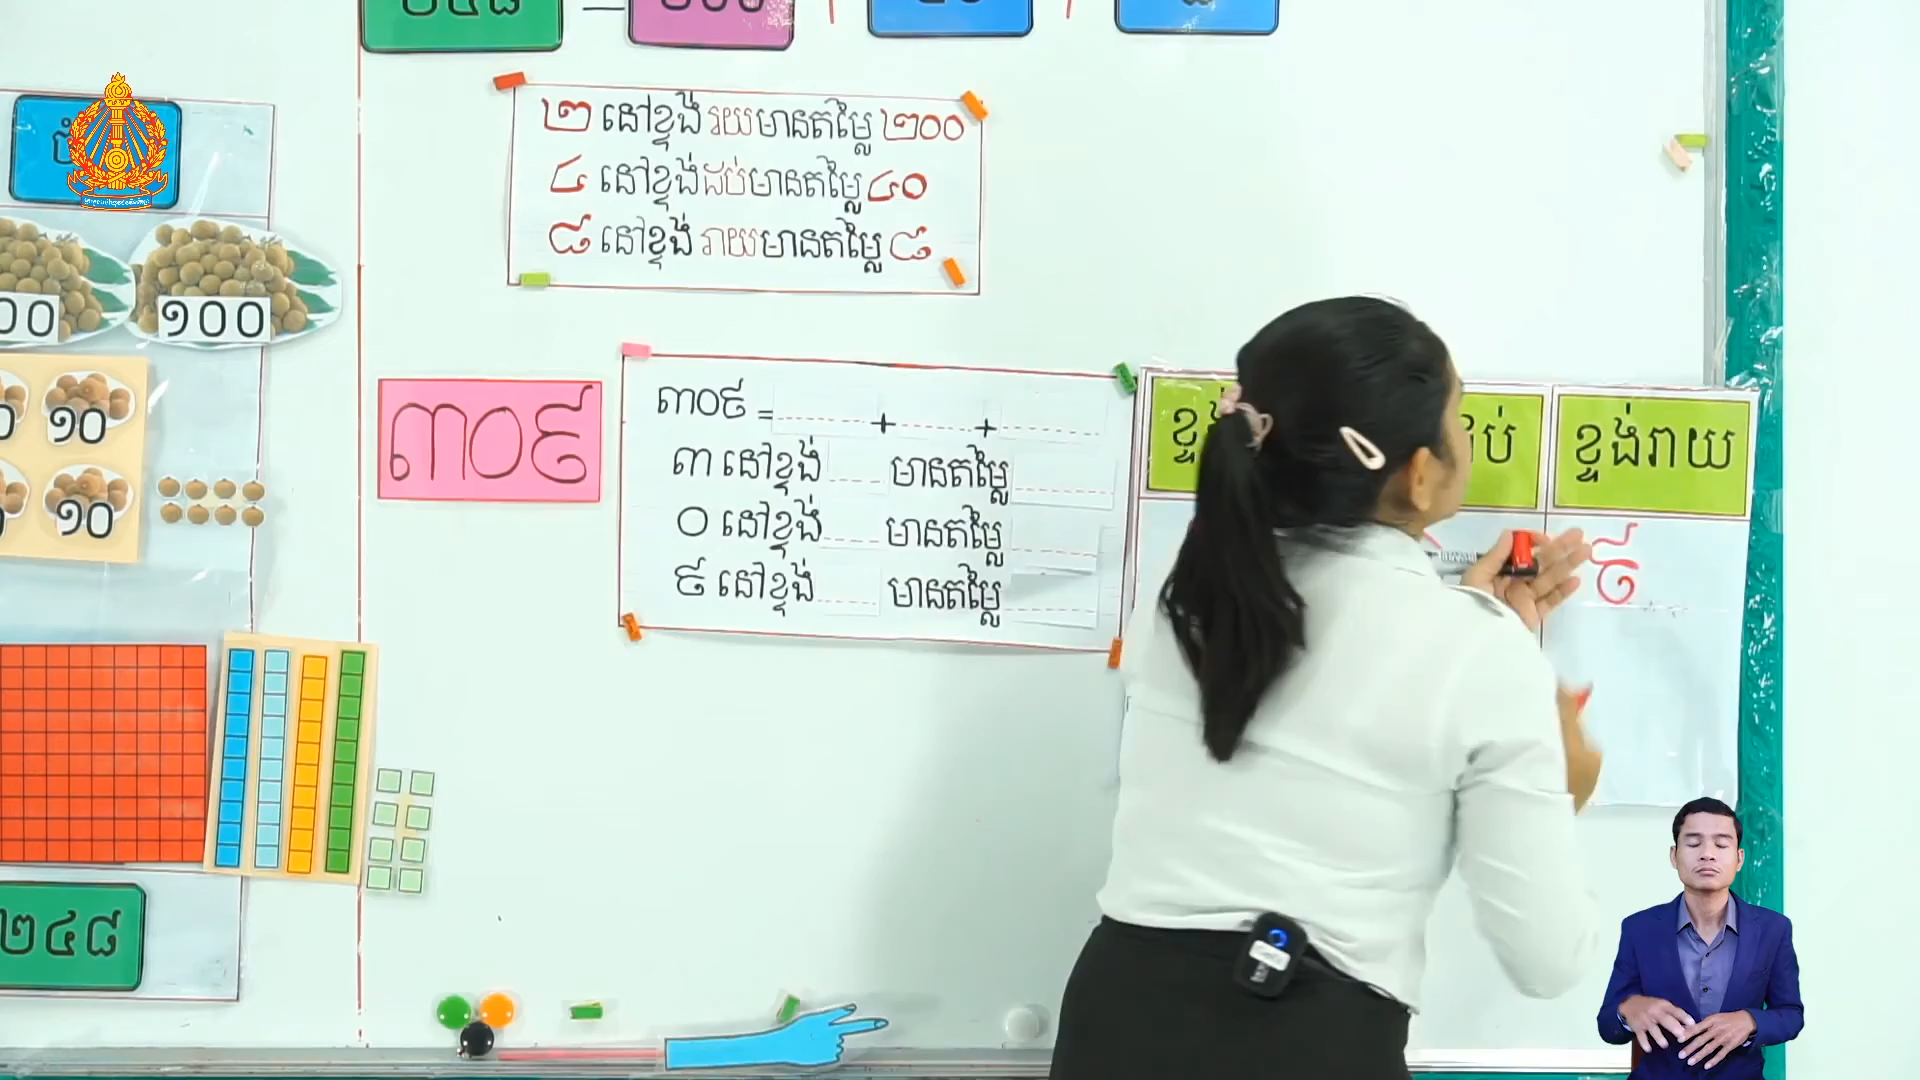 ២ នៅខ្ទង់ រយមានតម្លៃ ២០០
៤ នៅខ្ទង់ដប់មានតម្លៃ ៤០
៨ នៅខ្ទង់ រាយមានតម្លៃ ៨
១០០
១០
១០
៣០៩
៣០៩ = + +
៣ នៅខ្ទង់ មានតម្លៃ
០ នៅខ្ទង់ មានតម្លៃ
៩ នៅខ្ទង់ មានតម្លៃ
ខ្ទង់រាយ
៩
២៤៨